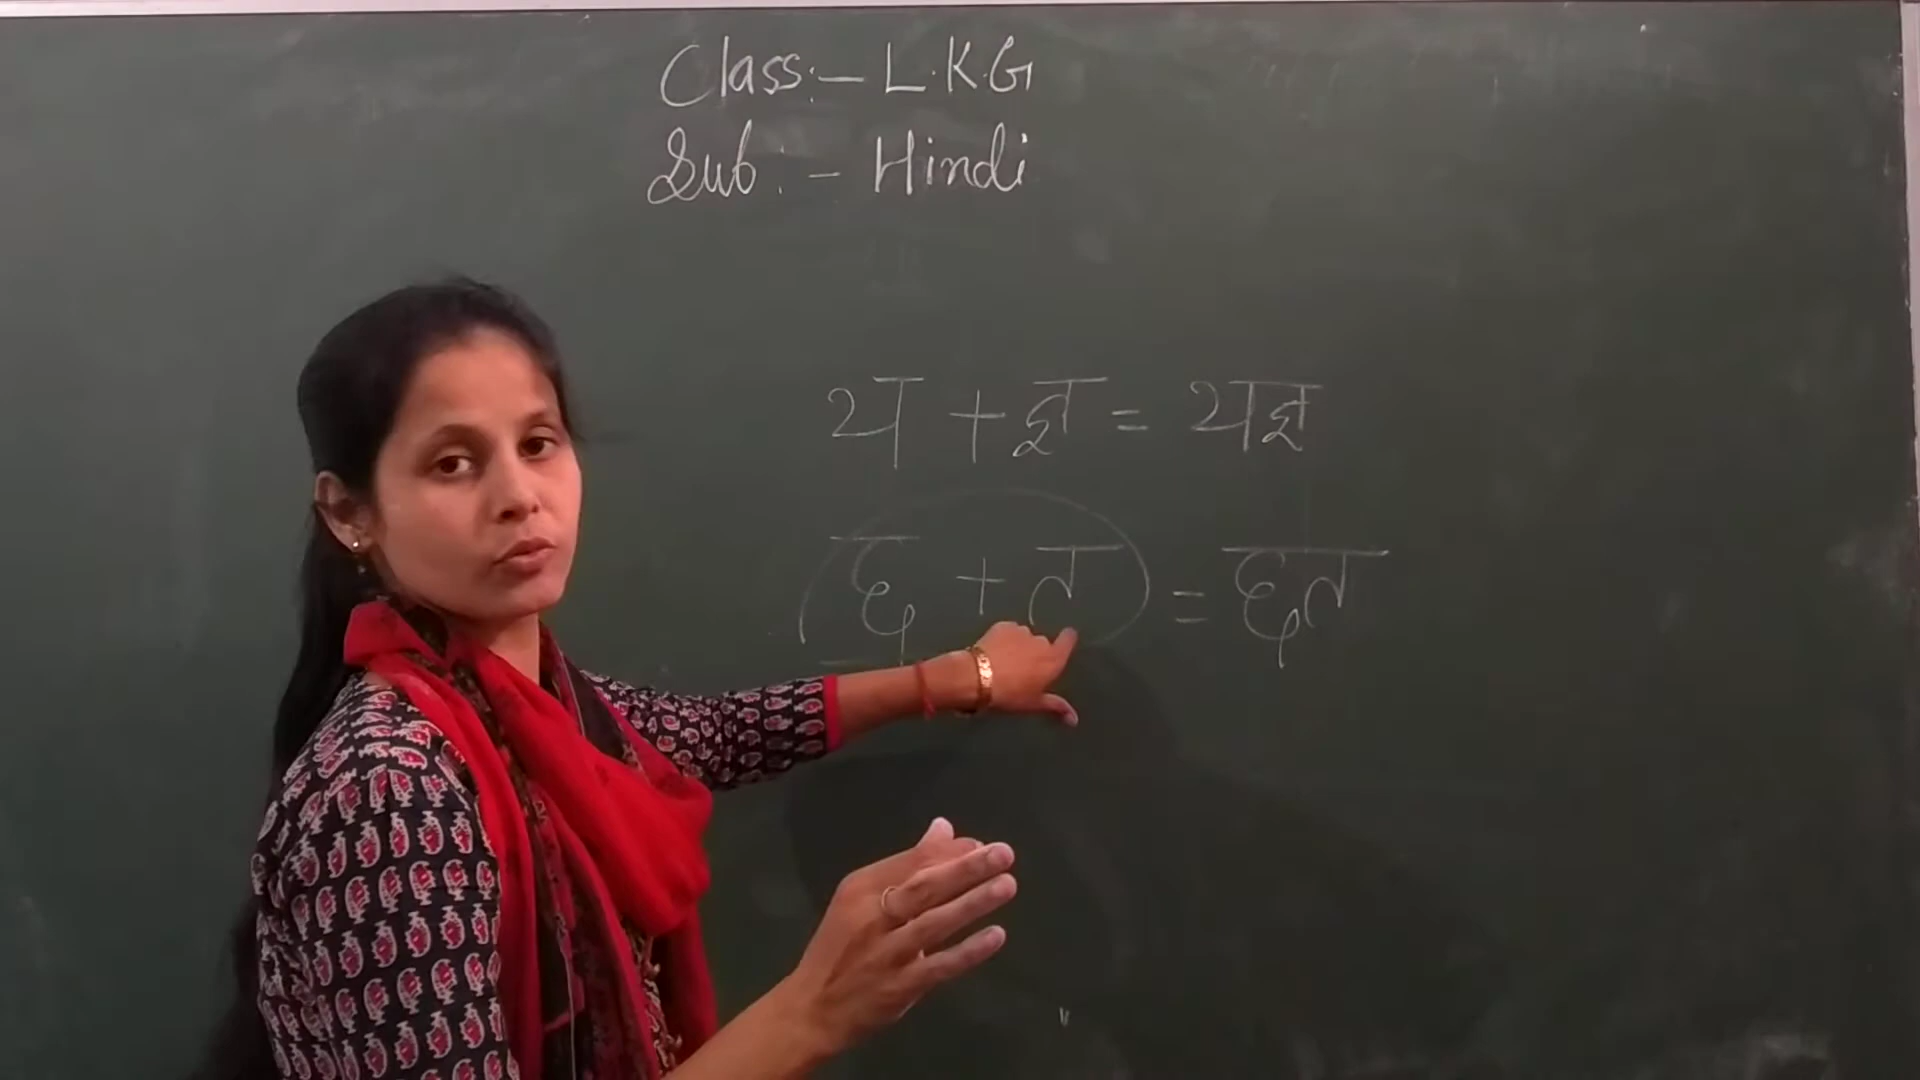 Class:- L.K.G
Sub:- Hindi
य + ज्ञ = यज्ञ
छ + त = छत